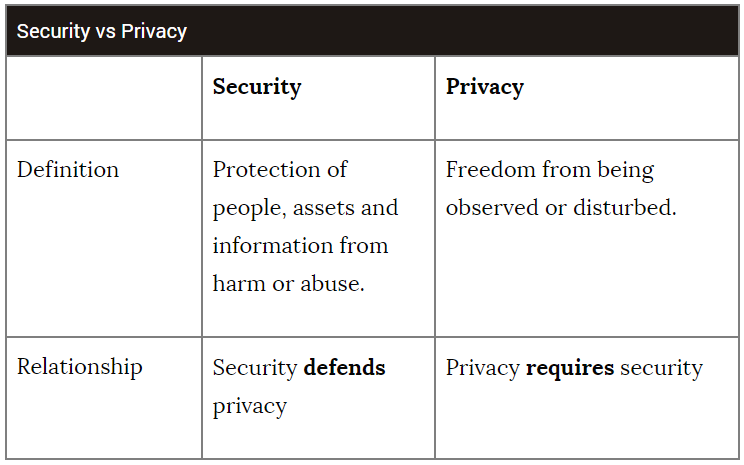 Security vs Privacy
Security
Privacy
Definition
Protection of
people, assets and
information from
harm or abuse.
Freedom from being
observed or disturbed.
Relationship
Security defends
privacy
Privacy requires security